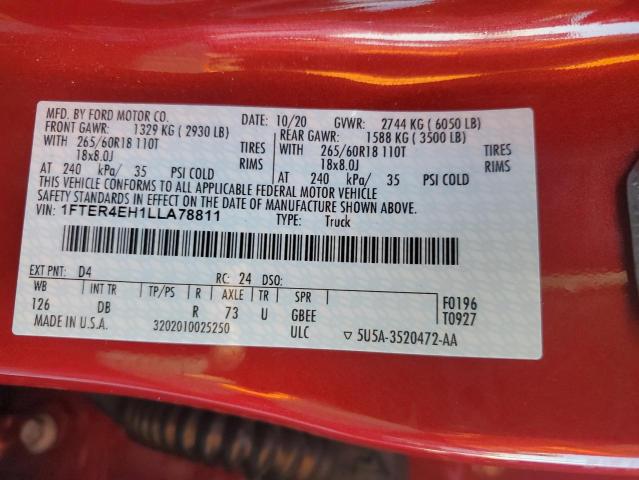 MFD. BY FORD MOTOR CO. DATE: 10/20 GVWR: 2744 KG ( 6050 LB)
FRONT GAWR: 1329 KG ( 2930 LB) REAR GAWR: 1588 KG ( 3500 LB)
WITH 265/60R18 110T TIRES WITH 265/60R18 110T TIRES
18x8.0J RIMS 18x8.0J RIMS
AT 240 kPa/ 35 PSI COLD AT 240 kPa/ 35 PSI COLD
THIS VEHICLE CONFORMS TO ALL APPLICABLE FEDERAL MOTOR VEHICLE
SAFETY STANDARDS IN EFFECT ON THE DATE OF MANUFACTURE SHOWN ABOVE.
VIN: 1FTER4EH1LLA78811 TYPE: Truck
EXT PNT: D4 RC: 24 DSO:
WB INT TR TP/PS R AXLE TR SPR F0196
126 DB R 73 U GBEE T0927
MADE IN U.S.A. 3202010025250 ULC ▽ 5U5A-3520472-AA